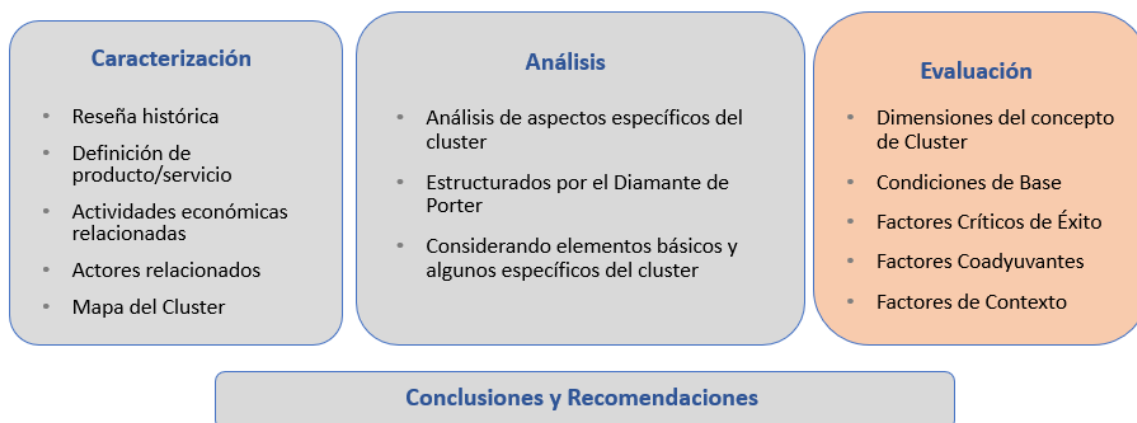 Caracterización
• Reseña histórica
• Definición de
producto/servicio
• Actividades económicas
relacionadas
• Actores relacionados
• Mapa del Cluster
Análisis
• Análisis de aspectos específicos del
cluster
• Estructurados por el Diamante de
Porter
• Considerando elementos básicos y
algunos específicos del cluster
Evaluación
• Dimensiones del concepto
de Cluster
• Condiciones de Base
• Factores Críticos de Éxito
• Factores Coadyuvantes
• Factores de Contexto
Conclusiones y Recomendaciones